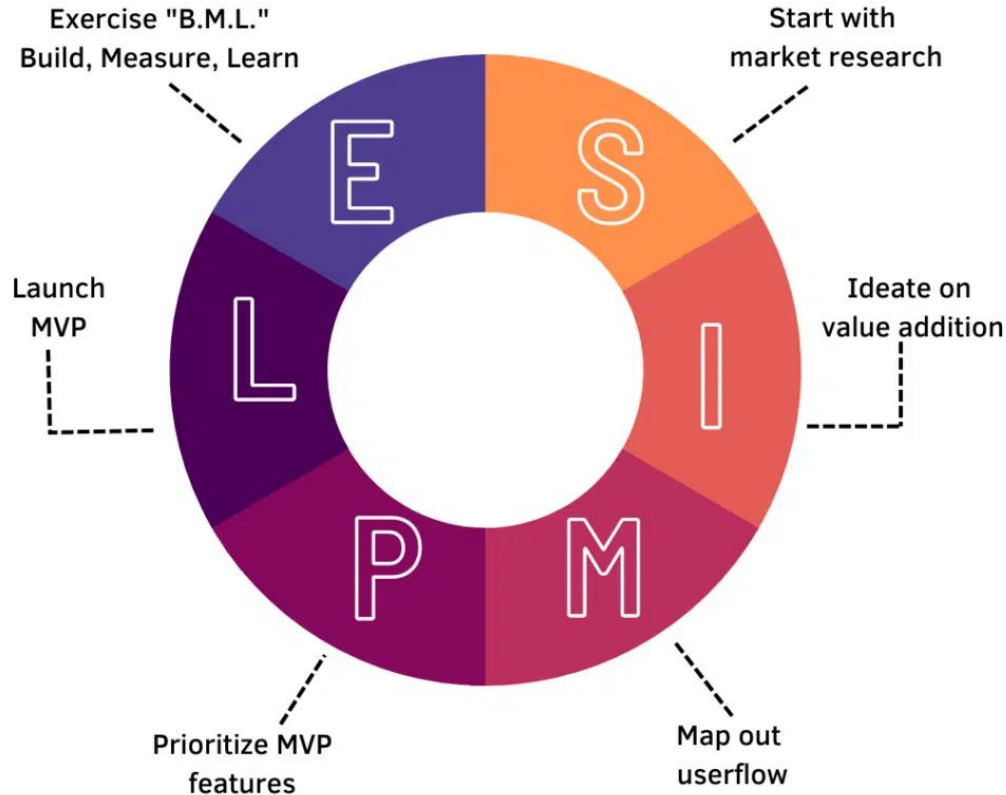 Exercise "B.M.L."
Build, Measure, Learn
Start with
market research
E
S
Launch
MVP
Ideate on
value addition
L
I
P
M
Prioritize MVP
features
Map out
userflow